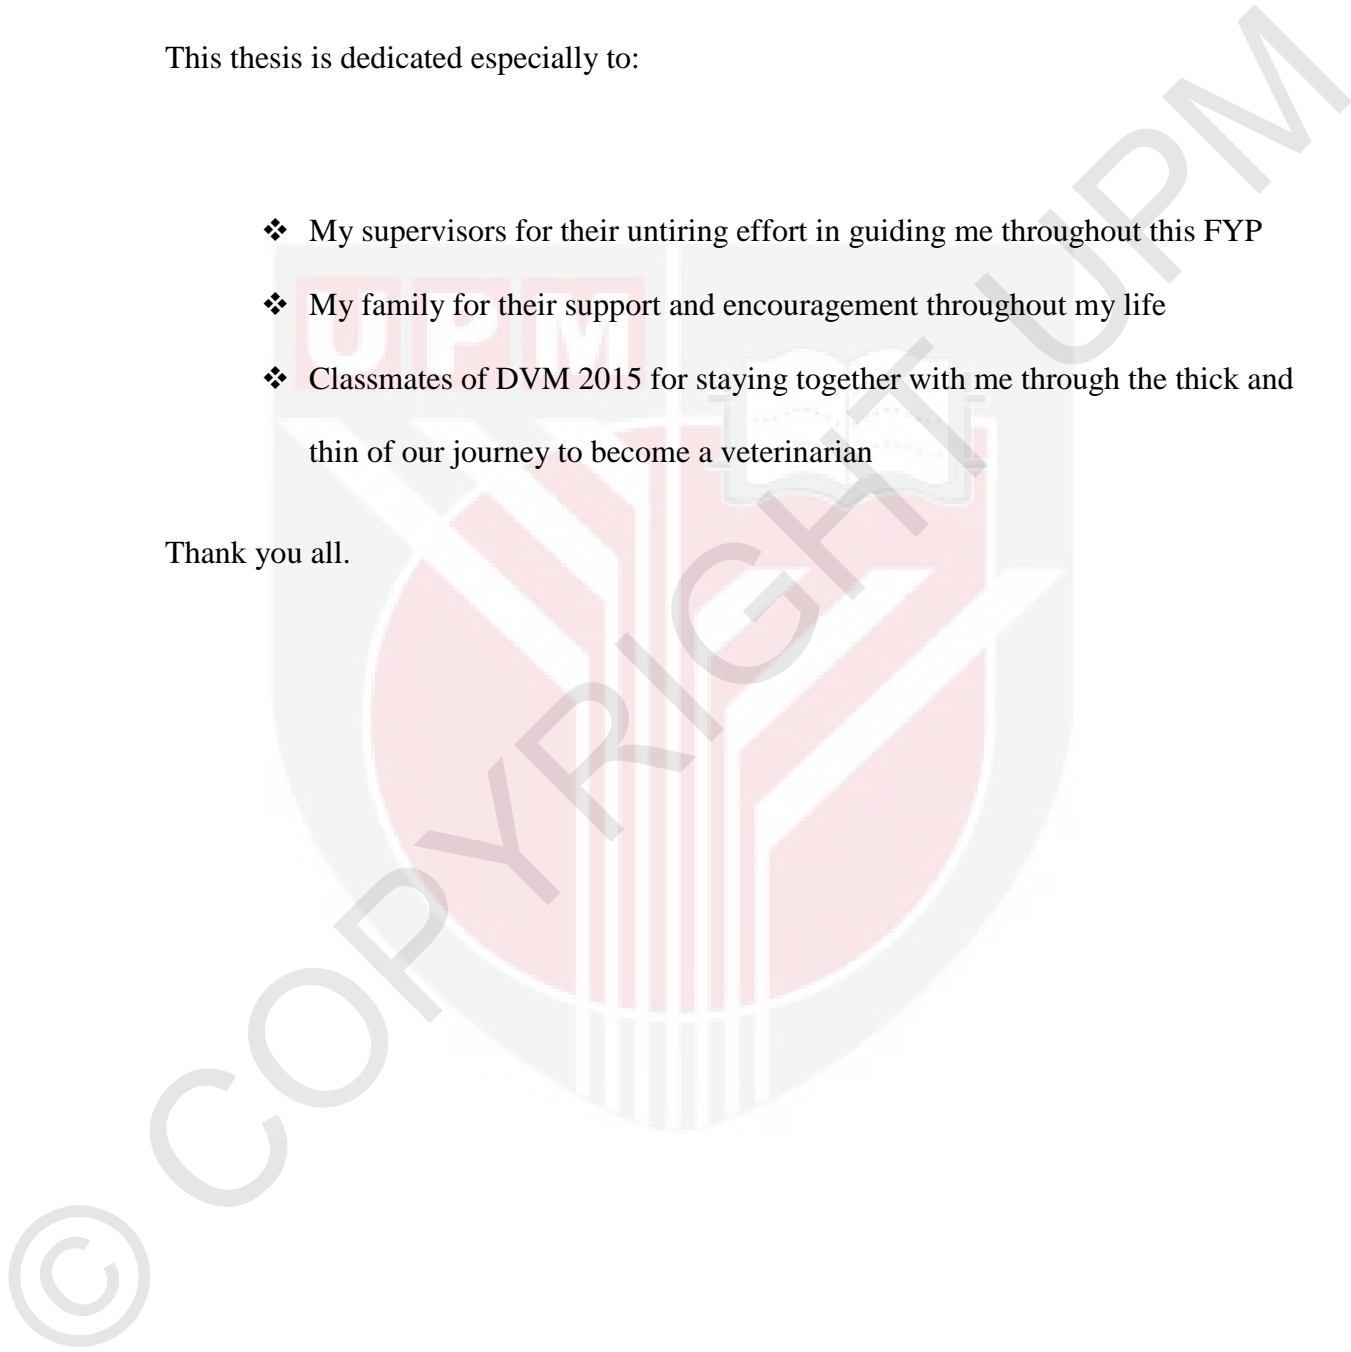 This thesis is dedicated especially to:
❖ My supervisors for their untiring effort in guiding me throughout this FYP
❖ My family for their support and encouragement throughout my life
❖ Classmates of DVM 2015 for staying together with me through the thick and
thin of our journey to become a veterinarian
Thank you all.
UPM
© COPYRIGHT UPM